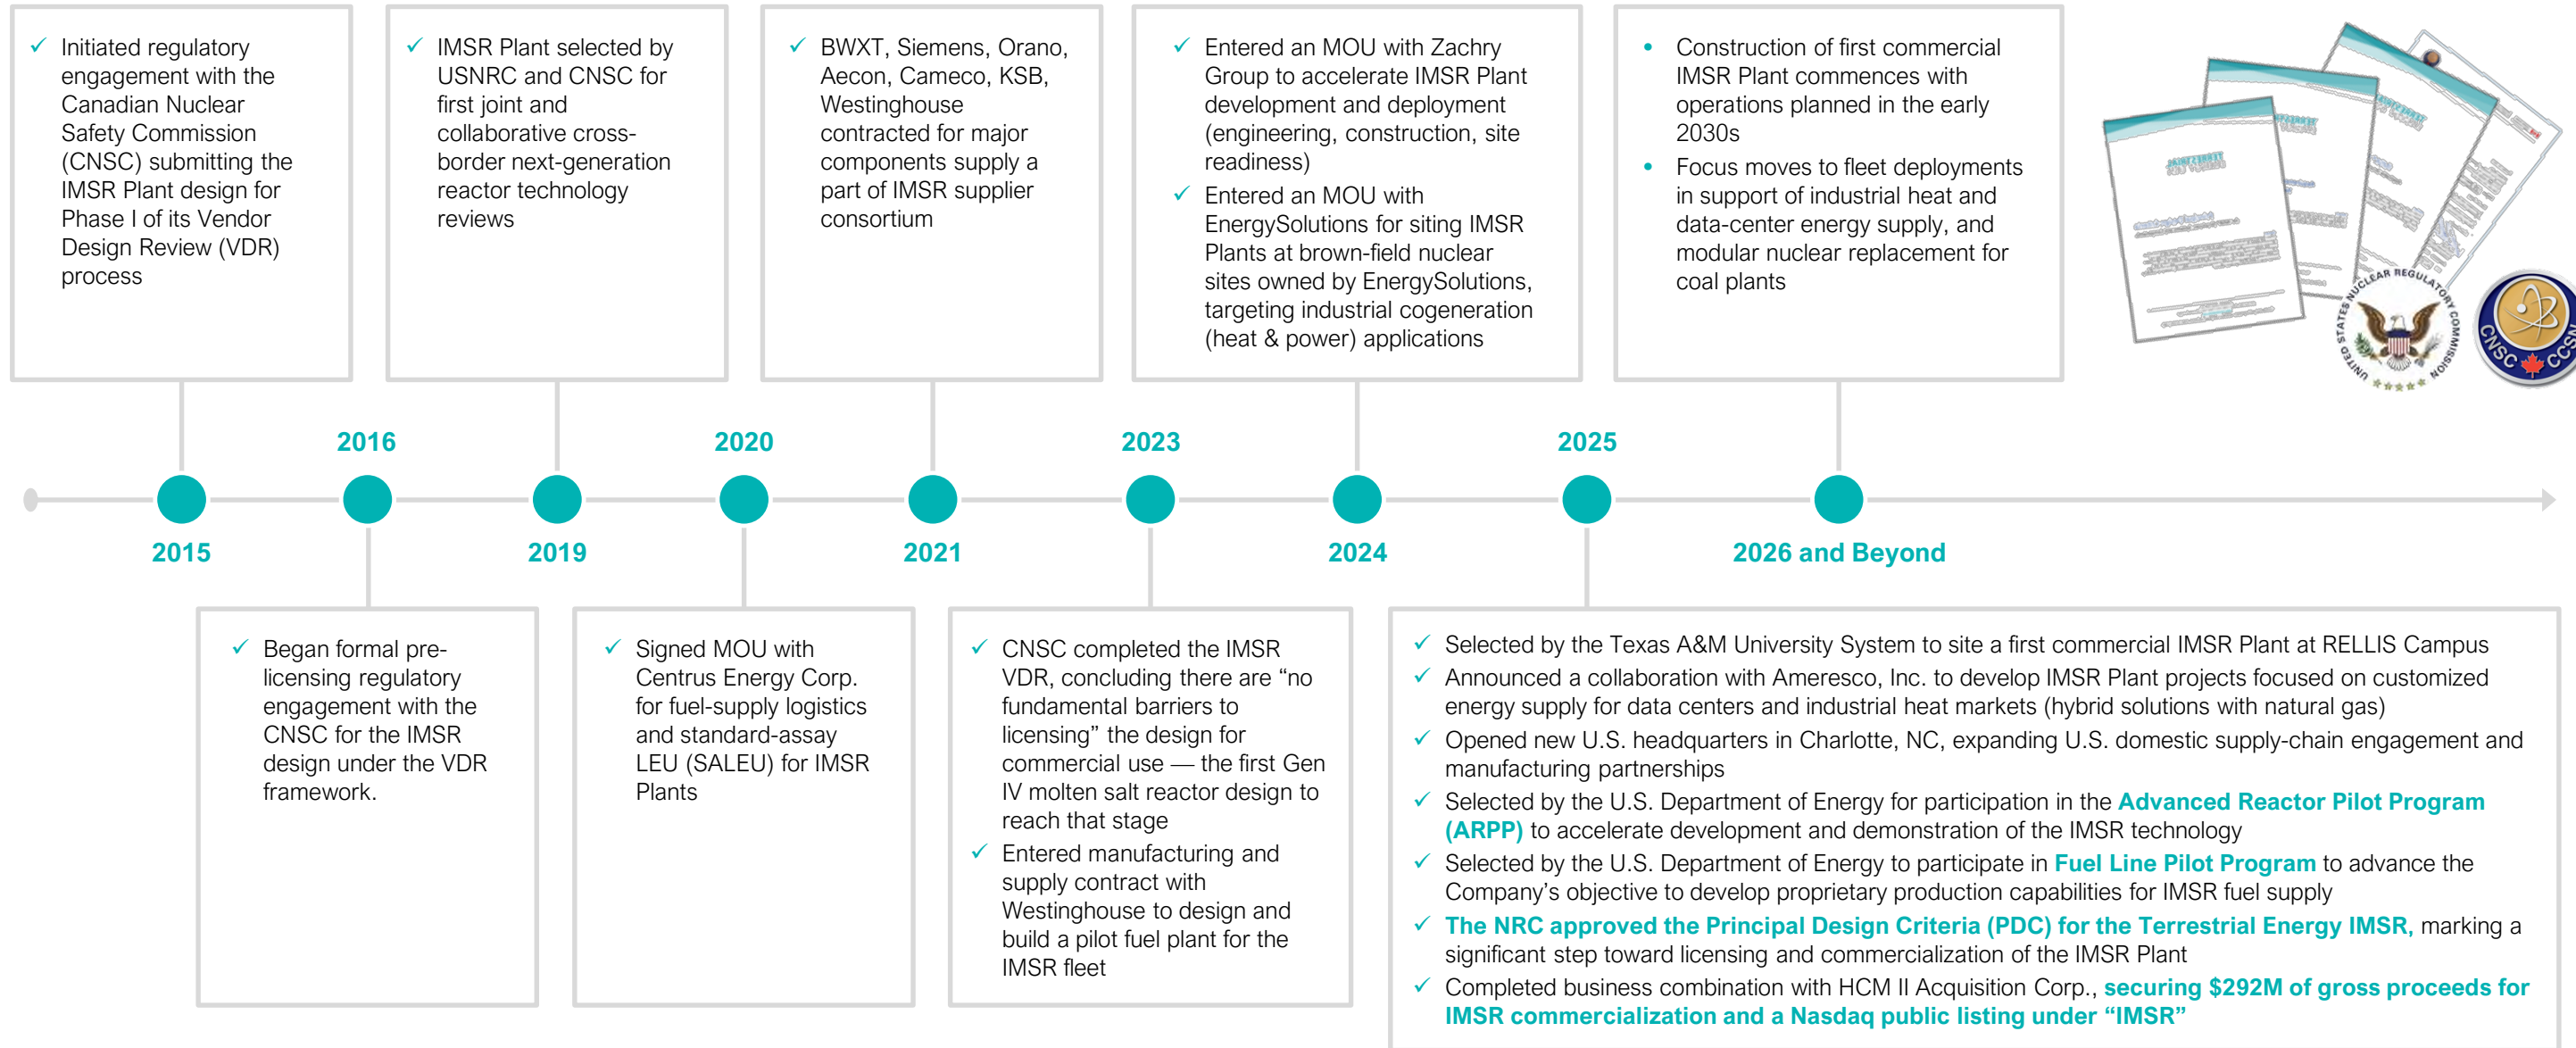 ✓ Initiated regulatory
engagement with the
Canadian Nuclear
Safety Commission
(CNSC) submitting the
IMSR Plant design for
Phase I of its Vendor
Design Review (VDR)
process
✓ IMSR Plant selected by
USNRC and CNSC for
first joint and
collaborative cross-
border next-generation
reactor technology
reviews
✓ BWXT, Siemens, Orano,
Aecon, Cameco, KSB,
Westinghouse
contracted for major
components supply a
part of IMSR supplier
consortium
✓ Entered an MOU with Zachry
Group to accelerate IMSR Plant
development and deployment
(engineering, construction, site
readiness)
✓ Entered an MOU with
EnergySolutions for siting IMSR
Plants at brown-field nuclear
sites owned by EnergySolutions,
targeting industrial cogeneration
(heat & power) applications
• Construction of first commercial
IMSR Plant commences with
operations planned in the early
2030s
• Focus moves to fleet deployments
in support of industrial heat and
data-center energy supply, and
modular nuclear replacement for
coal plants
UNITED STATES NUCLEAR REGULATORY COMMISSION
CNSC CCSN
2016
2020
2023
2025
2015
2019
2021
2024
2026 and Beyond
✓ Began formal pre-
licensing regulatory
engagement with the
CNSC for the IMSR
design under the VDR
framework.
✓ Signed MOU with
Centrus Energy Corp.
for fuel-supply logistics
and standard-assay
LEU (SALEU) for IMSR
Plants
✓ CNSC completed the IMSR
VDR, concluding there are “no
fundamental barriers to
licensing” the design for
commercial use — the first Gen
IV molten salt reactor design to
reach that stage
✓ Entered manufacturing and
supply contract with
Westinghouse to design and
build a pilot fuel plant for the
IMSR fleet
✓ Selected by the Texas A&M University System to site a first commercial IMSR Plant at RELLIS Campus
✓ Announced a collaboration with Ameresco, Inc. to develop IMSR Plant projects focused on customized
energy supply for data centers and industrial heat markets (hybrid solutions with natural gas)
✓ Opened new U.S. headquarters in Charlotte, NC, expanding U.S. domestic supply-chain engagement and
manufacturing partnerships
✓ Selected by the U.S. Department of Energy for participation in the Advanced Reactor Pilot Program
(ARPP) to accelerate development and demonstration of the IMSR technology
✓ Selected by the U.S. Department of Energy to participate in Fuel Line Pilot Program to advance the
Company’s objective to develop proprietary production capabilities for IMSR fuel supply
✓ The NRC approved the Principal Design Criteria (PDC) for the Terrestrial Energy IMSR, marking a
significant step toward licensing and commercialization of the IMSR Plant
✓ Completed business combination with HCM II Acquisition Corp., securing $292M of gross proceeds for
IMSR commercialization and a Nasdaq public listing under “IMSR”